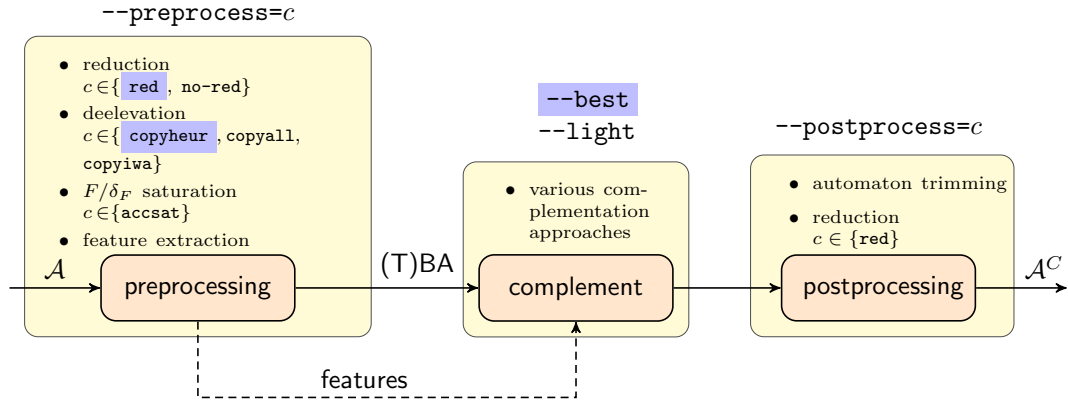 --preprocess=c
• reduction
c ∈{ red , no-red}
• deelevation
c ∈{ copyheur , copyall,
copyiwa}
• F/δ_F saturation
c ∈{accsat}
• feature extraction
A
preprocessing
(T)BA
--best
--light
• various com-
plementation
approaches
complement
features
--postprocess=c
• automaton trimming
• reduction
c ∈ {red}
postprocessing
A^C